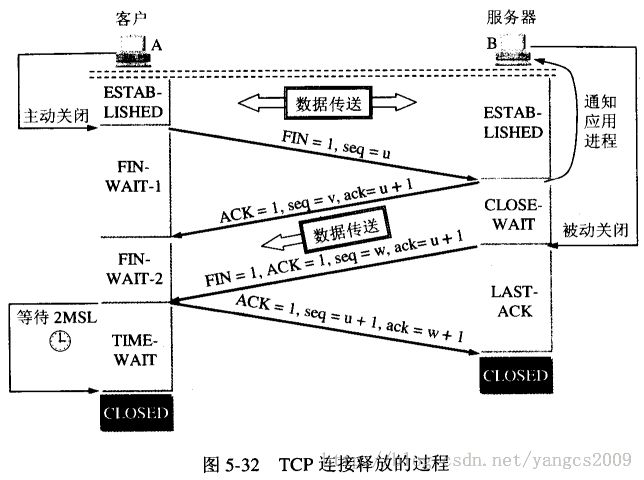 客户
服务器
A
B
ESTAB-
LISHED
数据传送
主动关闭
通知
应用
进程
ESTAB-
LISHED
FIN = 1, seq = u
FIN-
WAIT-1
ACK = 1, seq = v, ack= u + 1
CLOSE-
WAIT
数据传送
被动关闭
FIN-
WAIT-2
FIN = 1, ACK = 1, seq = w, ack= u + 1
LAST-
ACK
等待 2MSL
ACK = 1, seq = u + 1, ack = w + 1
TIME-
WAIT
CLOSED
CLOSED
图 5-32 TCP 连接释放的过程
sdn.net/yangcs2009